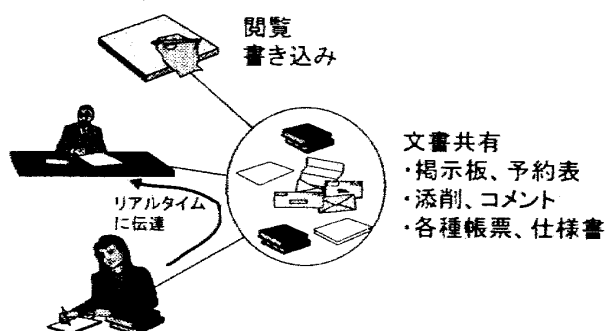 閲覧
書き込み
文書共有
・掲示板、予約表
・添削、コメント
・各種帳票、仕様書
リアルタイム
に伝達